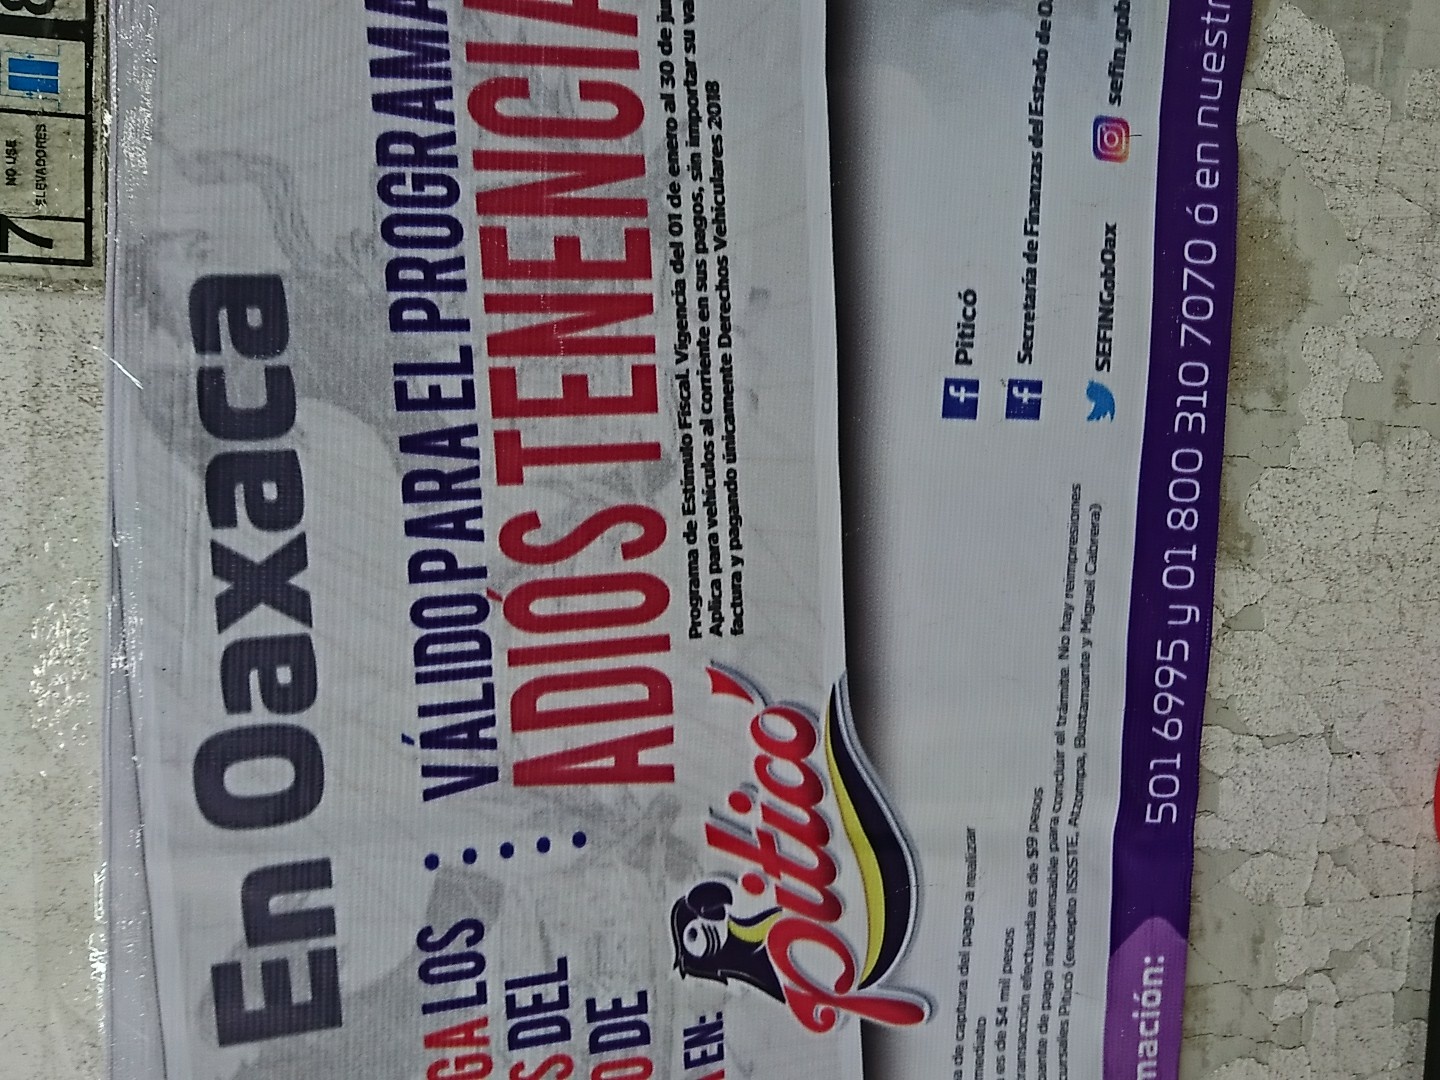 7
NO USE
ELEVADORES
En Oaxaca
GA LOS
S DEL
O DE
EN:
VÁLIDO PARA EL PROGRAMA
ADIÓS TENENCIA
Programa de Estímulo Fiscal. Vigencia del 01 de enero al 30 de
Aplica para vehículos al corriente en sus pagos, sin importar su
factura y pagando únicamente Derechos Vehiculares 2018
pitico
a de captura del pago a realizar
mediato
es de $4 mil pesos
transacción efectuada es de $9 pesos
ante de pago indispensable para concluir el trámite. No hay reimpresiones
cursales Piticó (excepto ISSSTE, Atzompa, Bustamante y Miguel Cabrera)
Piticó
Secretaría de Finanzas del Estado de
SEFINGobOax
sefin.gob
mación:
501 6995 y 01 800 310 7070 ó en nuestr